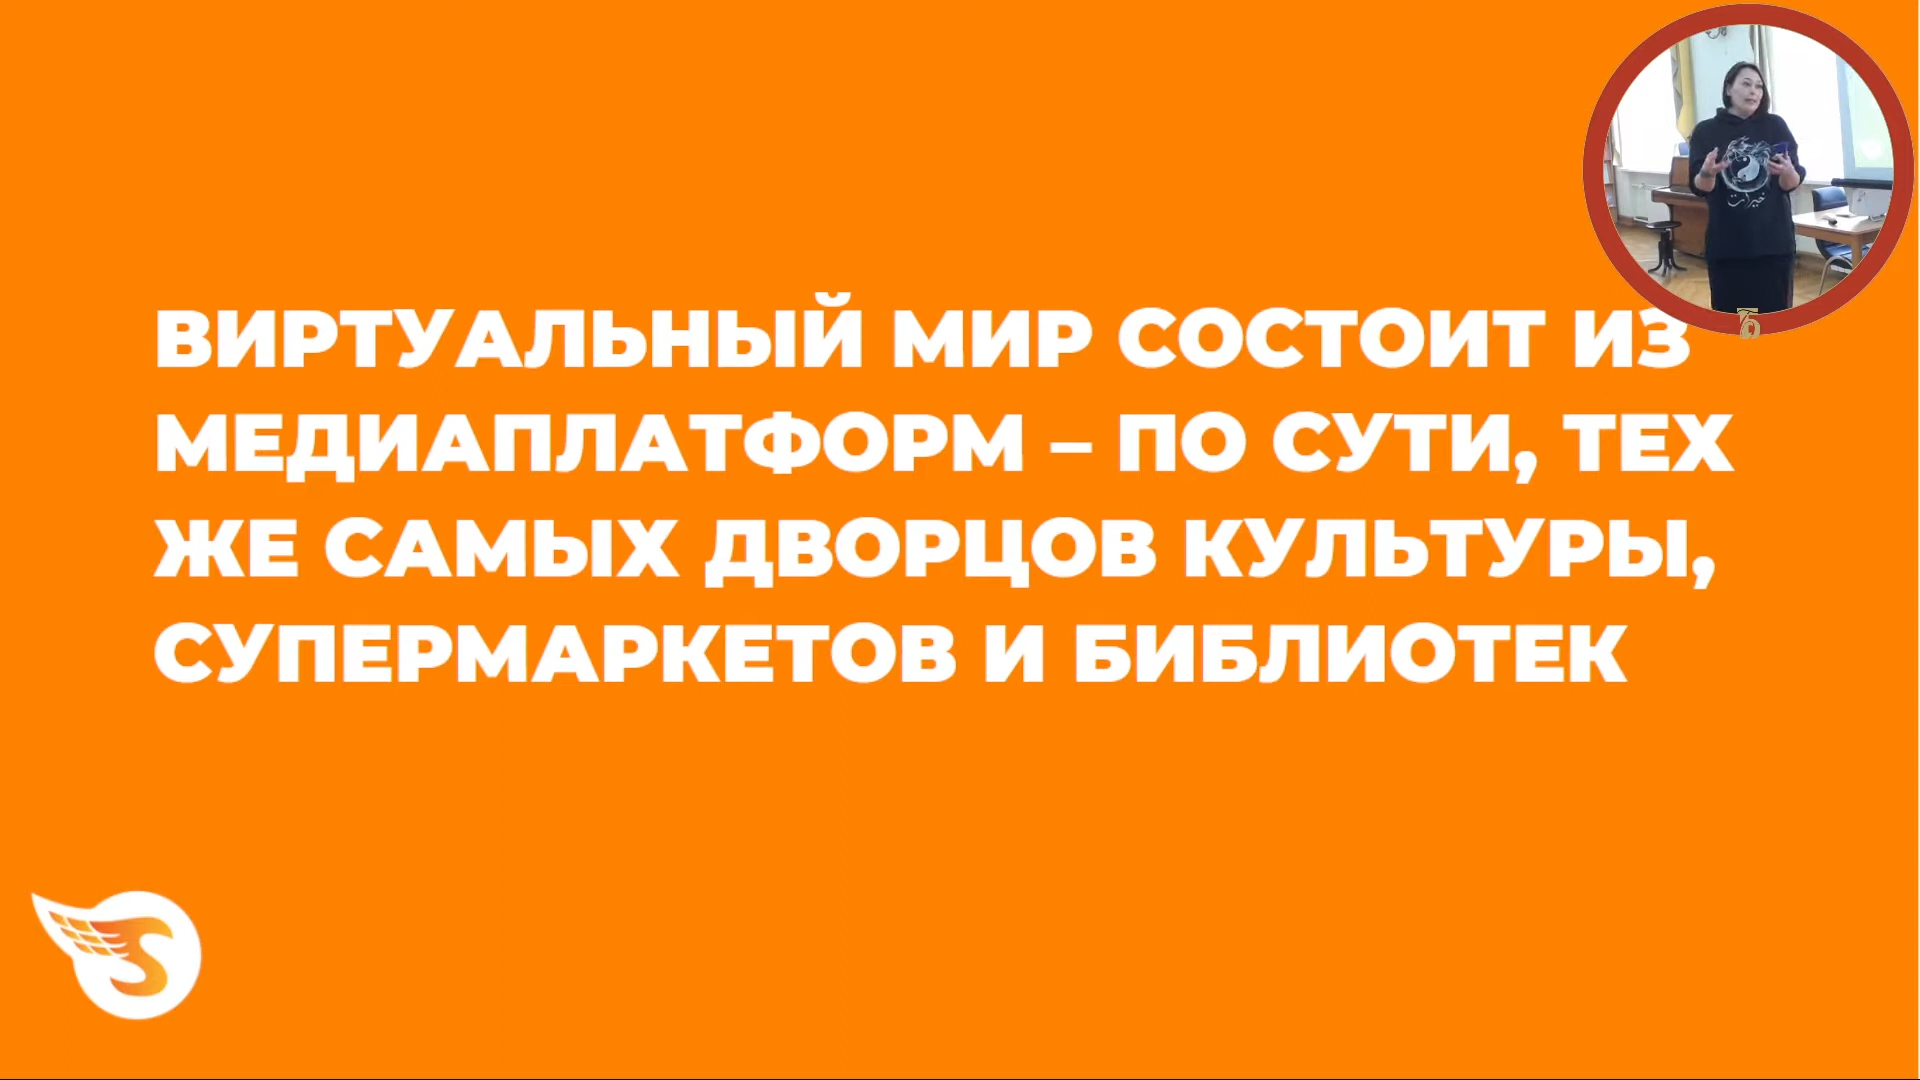 ВИРТУАЛЬНЫЙ МИР СОСТОИТ ИЗ
МЕДИАПЛАТФОРМ – ПО СУТИ, ТЕХ
ЖЕ САМЫХ ДВОРЦОВ КУЛЬТУРЫ,
СУПЕРМАРКЕТОВ И БИБЛИОТЕК
S